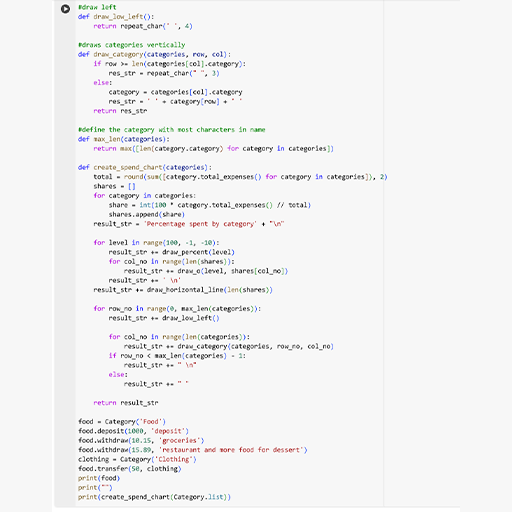 #draw left
def draw_low_left():
    return repeat_char(" ", 4)
#draws categories vertically
def draw_category(categories, row, col):
    if row >= len(categories[col].category):
        res_str = repeat_char(" ", 3)
    else:
        category = categories[col].category
        res_str = ' ' + category[row] + ' '
    return res_str
#define the category with most characters in name
def max_len(categories):
    return max([len(category.category) for category in categories])
def create_spend_chart(categories):
    total = round(sum([category.total_expenses() for category in categories]), 2)
    shares = []
    for category in categories:
        share = int(100 * category.total_expenses() // total)
        shares.append(share)
    result_str = 'Percentage spent by category' + "\n"
    for level in range(100, -1, -10):
        result_str += draw_percent(level)
        for col_no in range(len(shares)):
            result_str += draw_o(level, shares[col_no])
        result_str += ' \n'
    result_str += draw_horizontal_line(len(shares))
    for row_no in range(0, max_len(categories)):
        result_str += draw_low_left()
        for col_no in range(len(categories)):
            result_str += draw_category(categories, row_no, col_no)
        if row_no < max_len(categories) - 1:
            result_str += " \n"
        else:
            result_str += " "
    return result_str
food = Category('Food')
food.deposit(1000, 'deposit')
food.withdraw(10.15, 'groceries')
food.withdraw(15.89, 'restaurant and more food for dessert')
clothing = Category('Clothing')
food.transfer(50, clothing)
print(food)
print("")
print(create_spend_chart(Category.list))